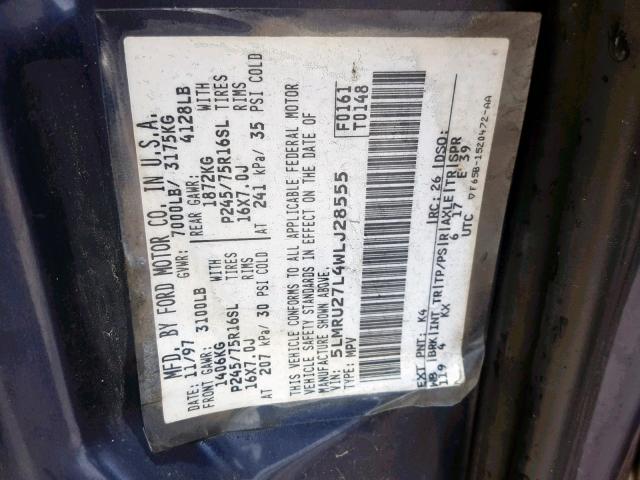 MFD. BY FORD MOTOR CO. IN U.S.A.
DATE: 11/97 GVWR: 7000LB/ 3175KG
FRONT GAWR: 3100LB REAR GAWR: 4128LB
1406KG WITH 1872KG WITH
P245/75R16SL TIRES P245/75R16SL TIRES
16X7.0J RIMS 16X7.0J RIMS
AT 207 kPa/ 30 PSI COLD AT 241 kPa/ 35 PSI COLD
THIS VEHICLE CONFORMS TO ALL APPLICABLE FEDERAL MOTOR
VEHICLE SAFETY STANDARDS IN EFFECT ON THE DATE OF
MANUFACTURE SHOWN ABOVE.
5LMRU27L4WLJ28555 F0161
TYPE: MPV T0148
EXT PNT: K4 RC: 26 DSO:
WB BRK INT TR TP/PS R AXLE TR SPR
119 4 KX 6 17 E 39
UTC F65B-1520472-AA